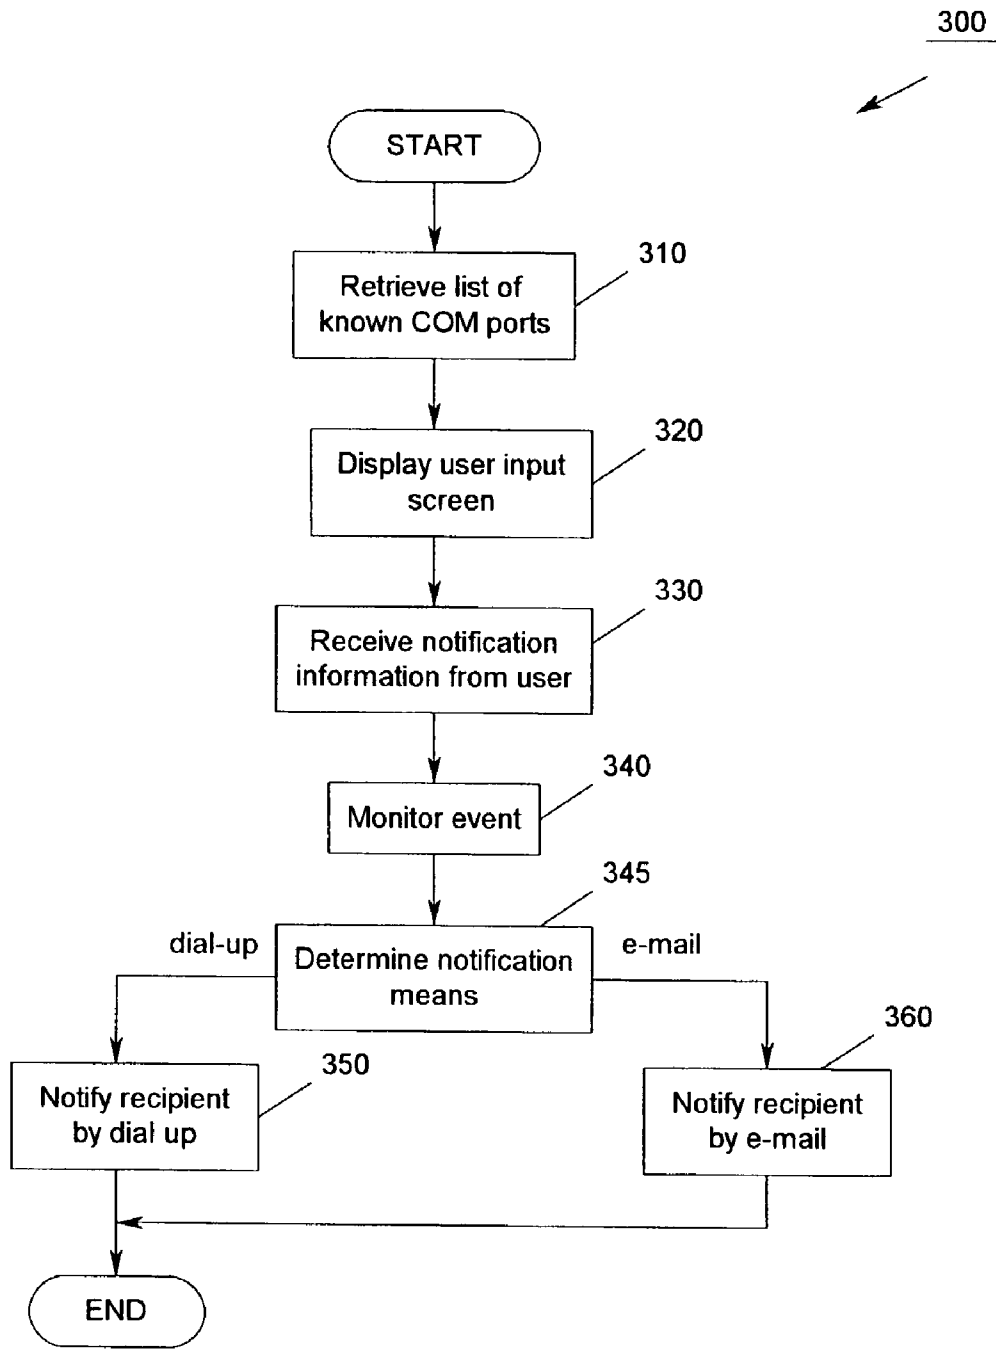 300
START
310
Retrieve list of
known COM ports
320
Display user input
screen
330
Receive notification
information from user
340
Monitor event
345
dial-up
Determine notification
means
e-mail
350
Notify recipient
by dial up
360
Notify recipient
by e-mail
END